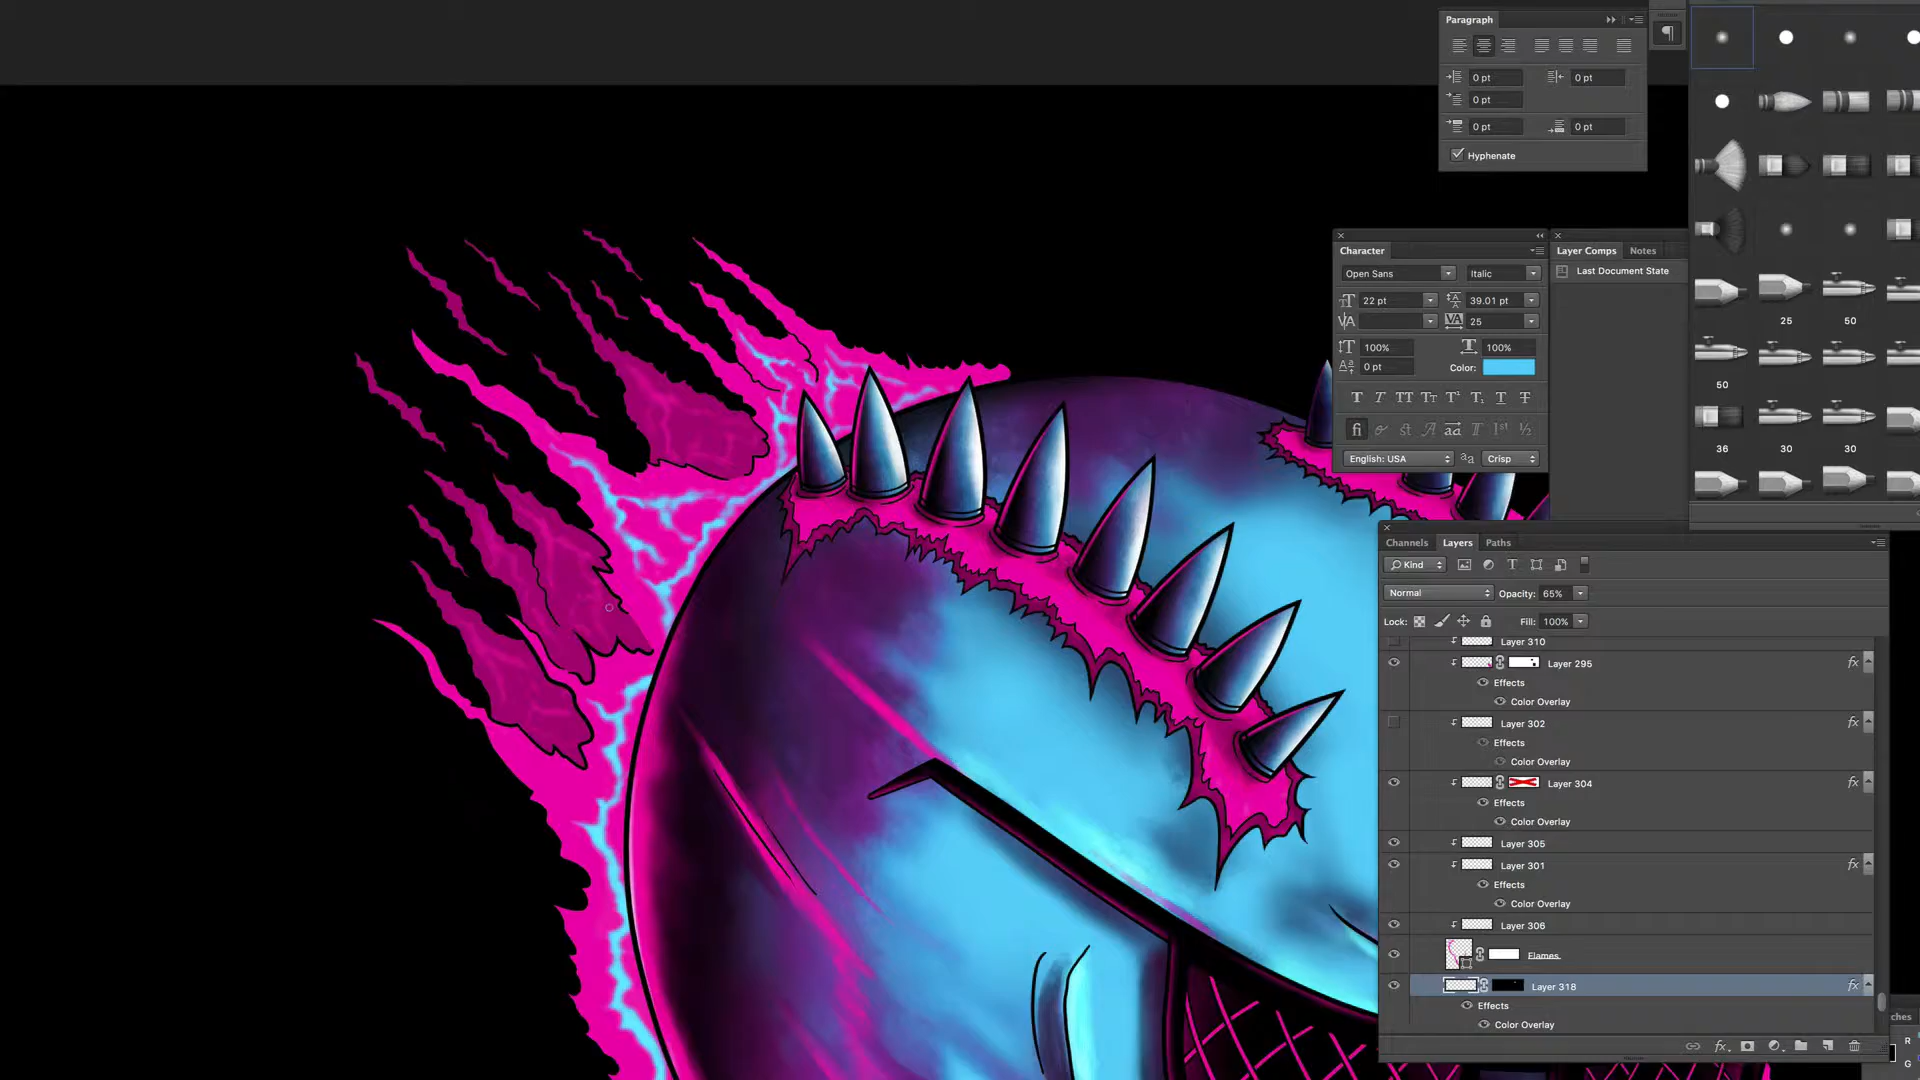 Paragraph
0 pt
0 pt
0 pt
0 pt
0 pt
Hyphenate
Character
Open Sans
Italic
22 pt
39.01 pt
25
100%
100%
0 pt
Color:
English: USA
Crisp
Layer Comps
Notes
Last Document State
25
50
50
36
30
30
Channels
Layers
Paths
Kind
Normal
Opacity: 65%
Lock:
Fill: 100%
Layer 310
Layer 295
Effects
Color Overlay
Layer 302
Effects
Color Overlay
Layer 304
Effects
Color Overlay
Layer 305
Layer 301
Effects
Color Overlay
Layer 306
Flames
Layer 318
Effects
Color Overlay
ches
R
G